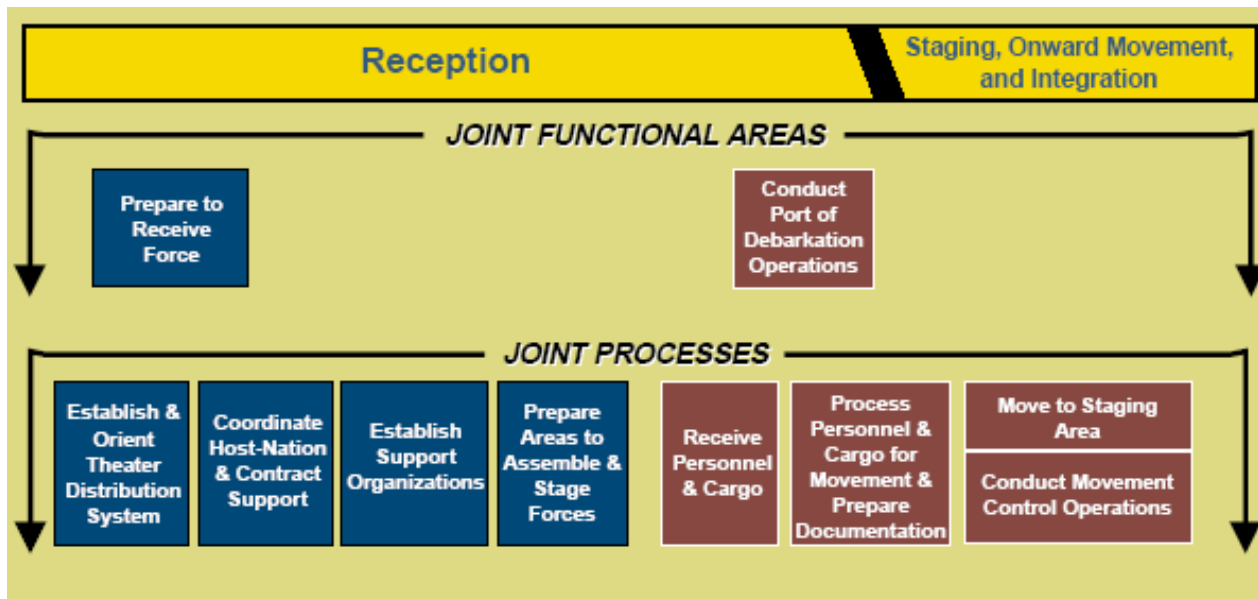 Reception
Staging, Onward Movement,
and Integration
JOINT FUNCTIONAL AREAS
Prepare to
Receive
Force
Conduct
Port of
Debarkation
Operations
JOINT PROCESSES
Establish &
Orient
Theater
Distribution
System
Coordinate
Host-Nation
& Contract
Support
Establish
Support
Organizations
Prepare
Areas to
Assemble &
Stage
Forces
Receive
Personnel
& Cargo
Process
Personnel &
Cargo for
Movement &
Prepare
Documentation
Move to Staging
Area
Conduct Movement
Control Operations